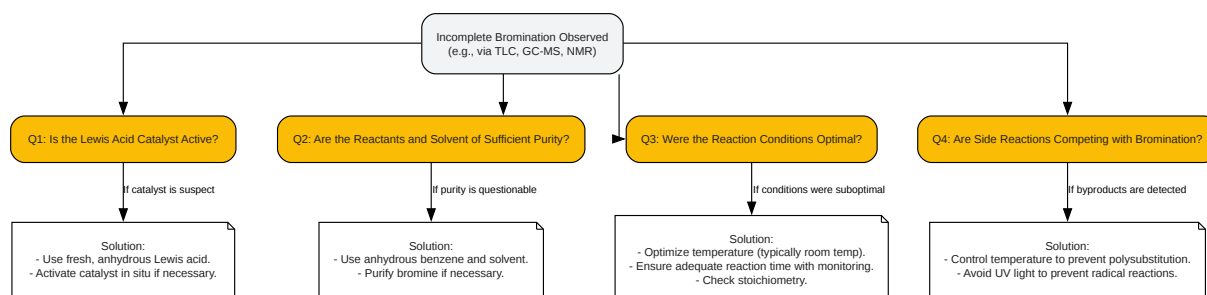 Incomplete Bromination Observed
(e.g., via TLC, GC-MS, NMR)
Q1: Is the Lewis Acid Catalyst Active?
Q2: Are the Reactants and Solvent of Sufficient Purity?
Q3: Were the Reaction Conditions Optimal?
Q4: Are Side Reactions Competing with Bromination?
If catalyst is suspect
If purity is questionable
If conditions were suboptimal
If byproducts are detected
Solution:
- Use fresh, anhydrous Lewis acid.
- Activate catalyst in situ if necessary.
Solution:
- Use anhydrous benzene and solvent.
- Purify bromine if necessary.
Solution:
- Optimize temperature (typically room temp).
- Ensure adequate reaction time with monitoring.
- Check stoichiometry.
Solution:
- Control temperature to prevent polysubstitution.
- Avoid UV light to prevent radical reactions.